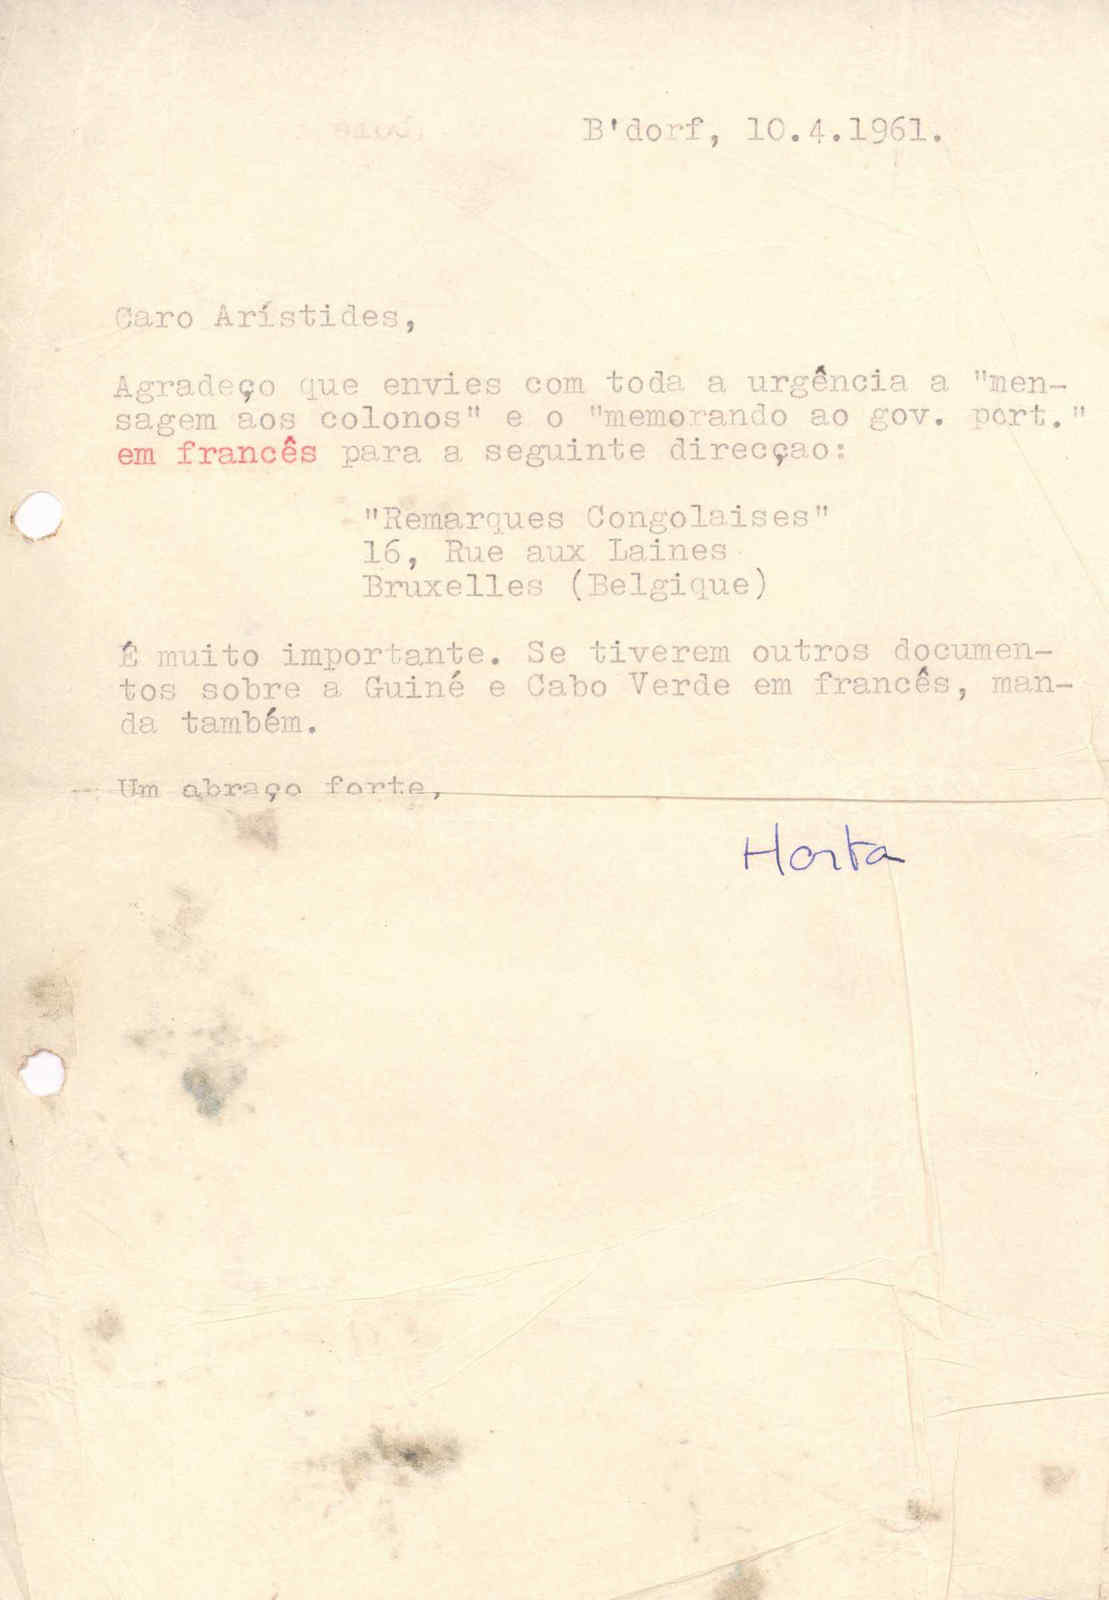 B'dorf, 10.4.1961.
Caro Arístides,
Agradeço que envies com toda a urgência a "men-
sagem aos colonos" e o "memorando ao gov. port."
em francês para a seguinte direcçao:
"Remarques Congolaises"
16, Rue aux Laines
Bruxelles (Belgique)
É muito importante. Se tiverem outros documen-
tos sobre a Guiné e Cabo Verde em francês, man-
da também.
Um abraço forte,
Horta